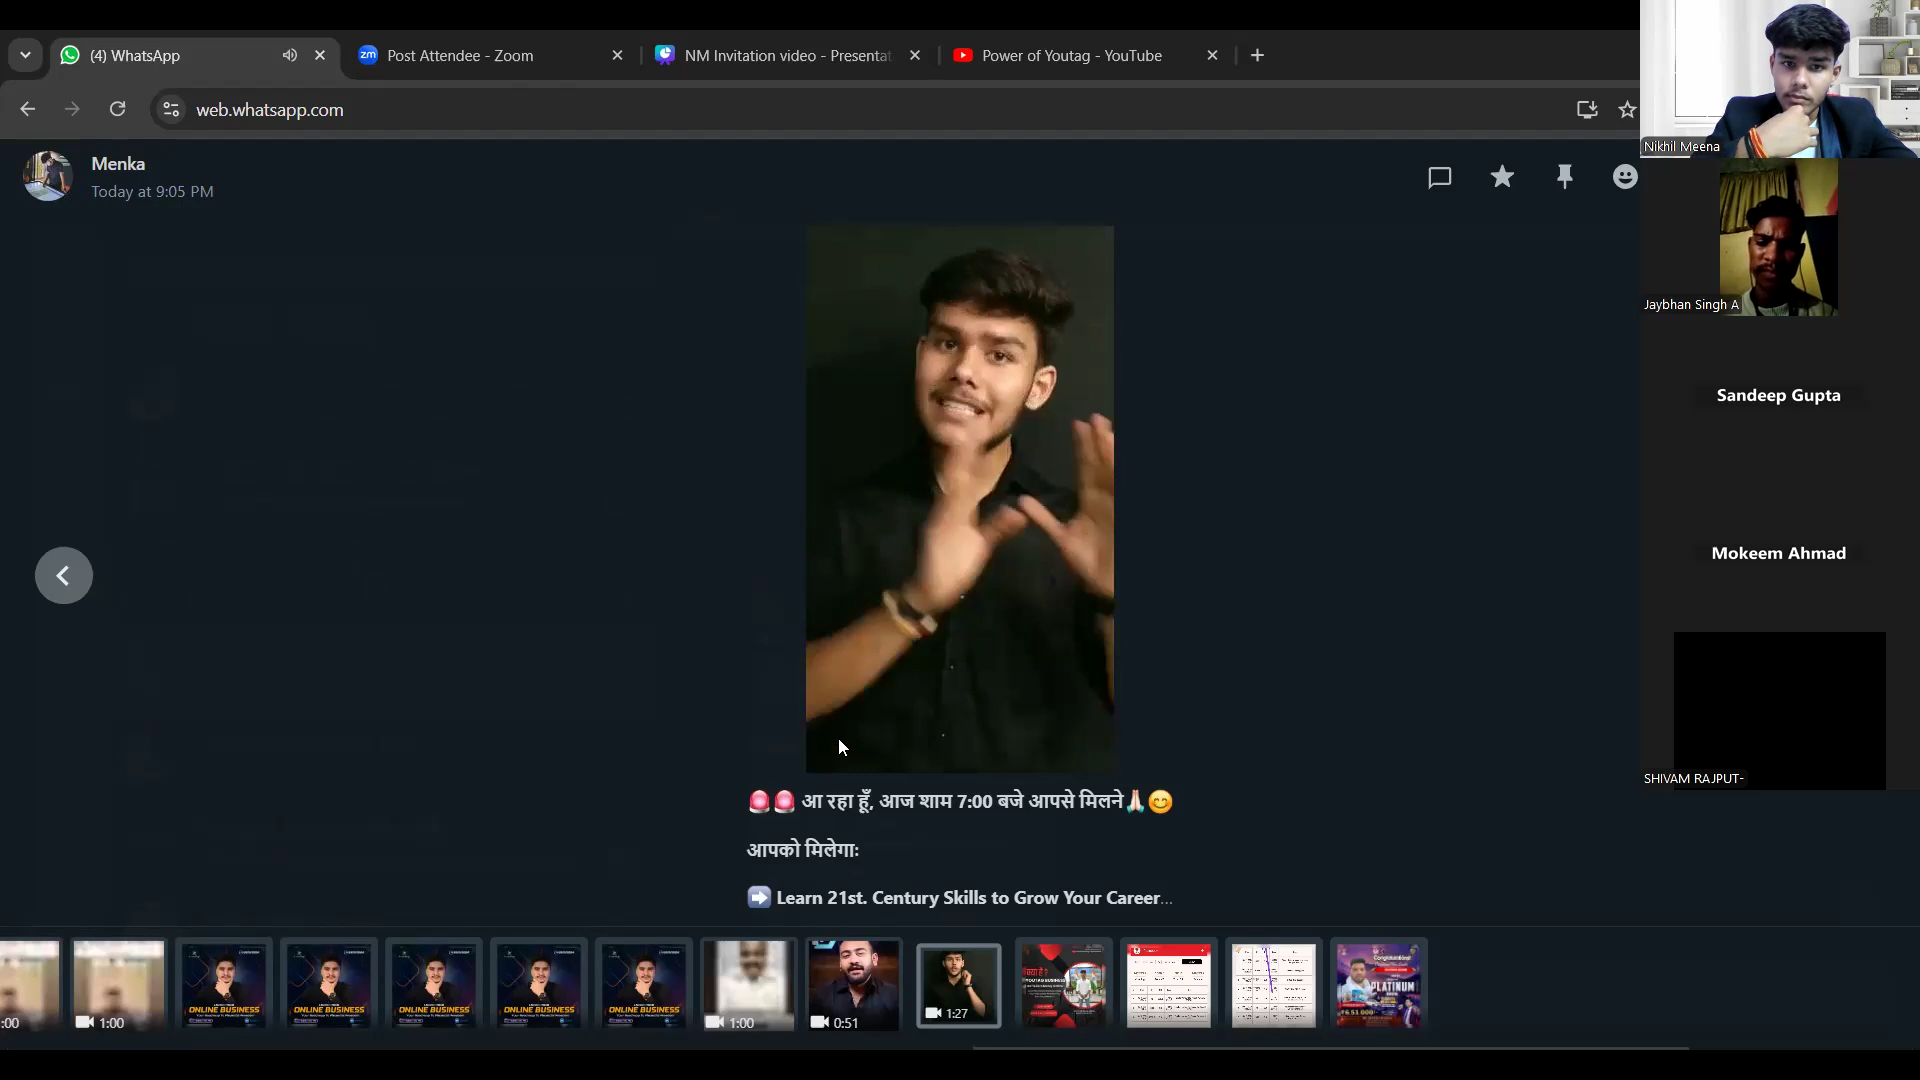 (4) WhatsApp
Post Attendee - Zoom
NM Invitation video - Presentat
Power of Youtag - YouTube
web.whatsapp.com
Menka
Today at 9:05 PM
Nikhil Meena
Jaybhan Singh A
Sandeep Gupta
Mokeem Ahmad
SHIVAM RAJPUT-
🚨🚨 आ रहा हूँ, आज शाम 7:00 बजे आपसे मिलने🙏🏻😊
आपको मिलेगा:
➡️ Learn 21st. Century Skills to Grow Your Career...
:00
1:00
ONLINE BUSINESS
ONLINE BUSINESS
ONLINE BUSINESS
ONLINE BUSINESS
ONLINE BUSINESS
1:00
0:51
1:27
क्या है ?
PLATINUM